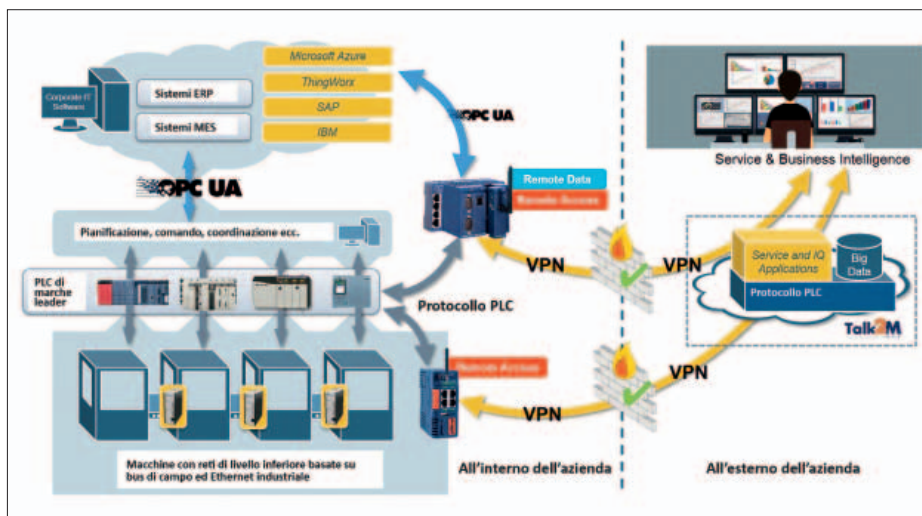 Corporate IT
Software
Sistemi ERP
Sistemi MES
Microsoft Azure
ThingWorx
SAP
IBM
OPC UA
OPC UA
Remote Data
Remote Access
Service & Business Intelligence
Pianificazione, comando, coordinazione ecc.
PLC di
marche
leader
Protocollo PLC
VPN
VPN
Service and IQ
Applications
Big
Data
Protocollo PLC
Talk2M
Remote Access
VPN
VPN
Macchine con reti di livello inferiore basate su
bus di campo ed Ethernet industriale
All'interno dell'azienda
All'esterno dell'azienda